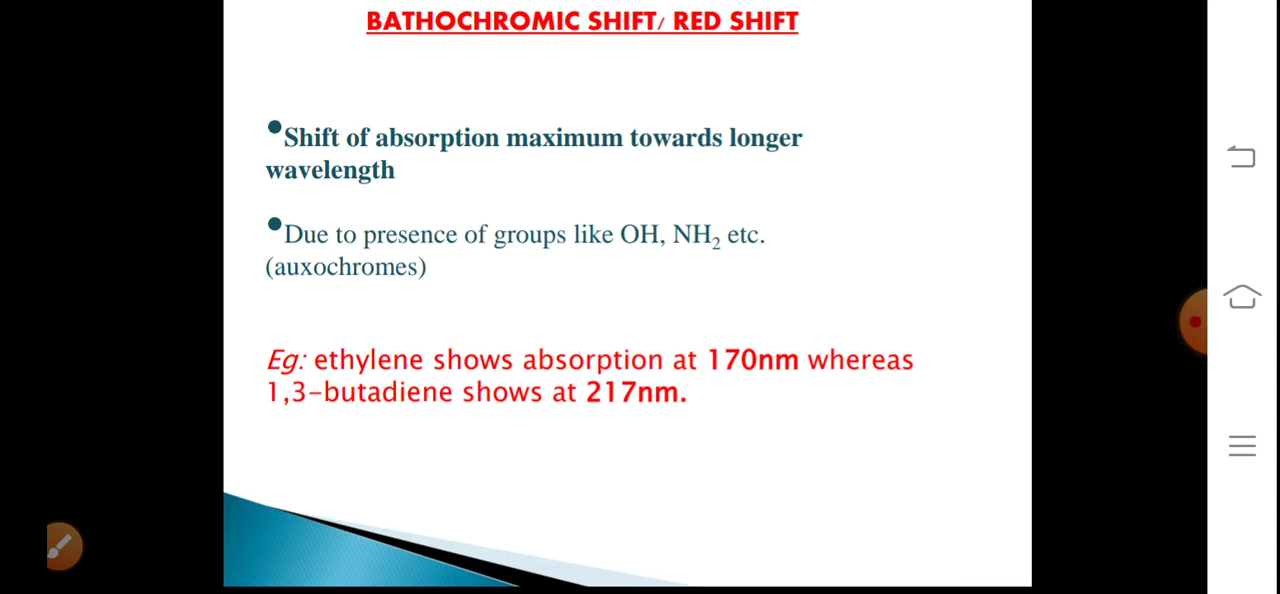 BATHOCHROMIC SHIFT/ RED SHIFT
•Shift of absorption maximum towards longer
wavelength
•Due to presence of groups like OH, NH₂ etc.
(auxochromes)
Eg: ethylene shows absorption at 170nm whereas
1,3-butadiene shows at 217nm.